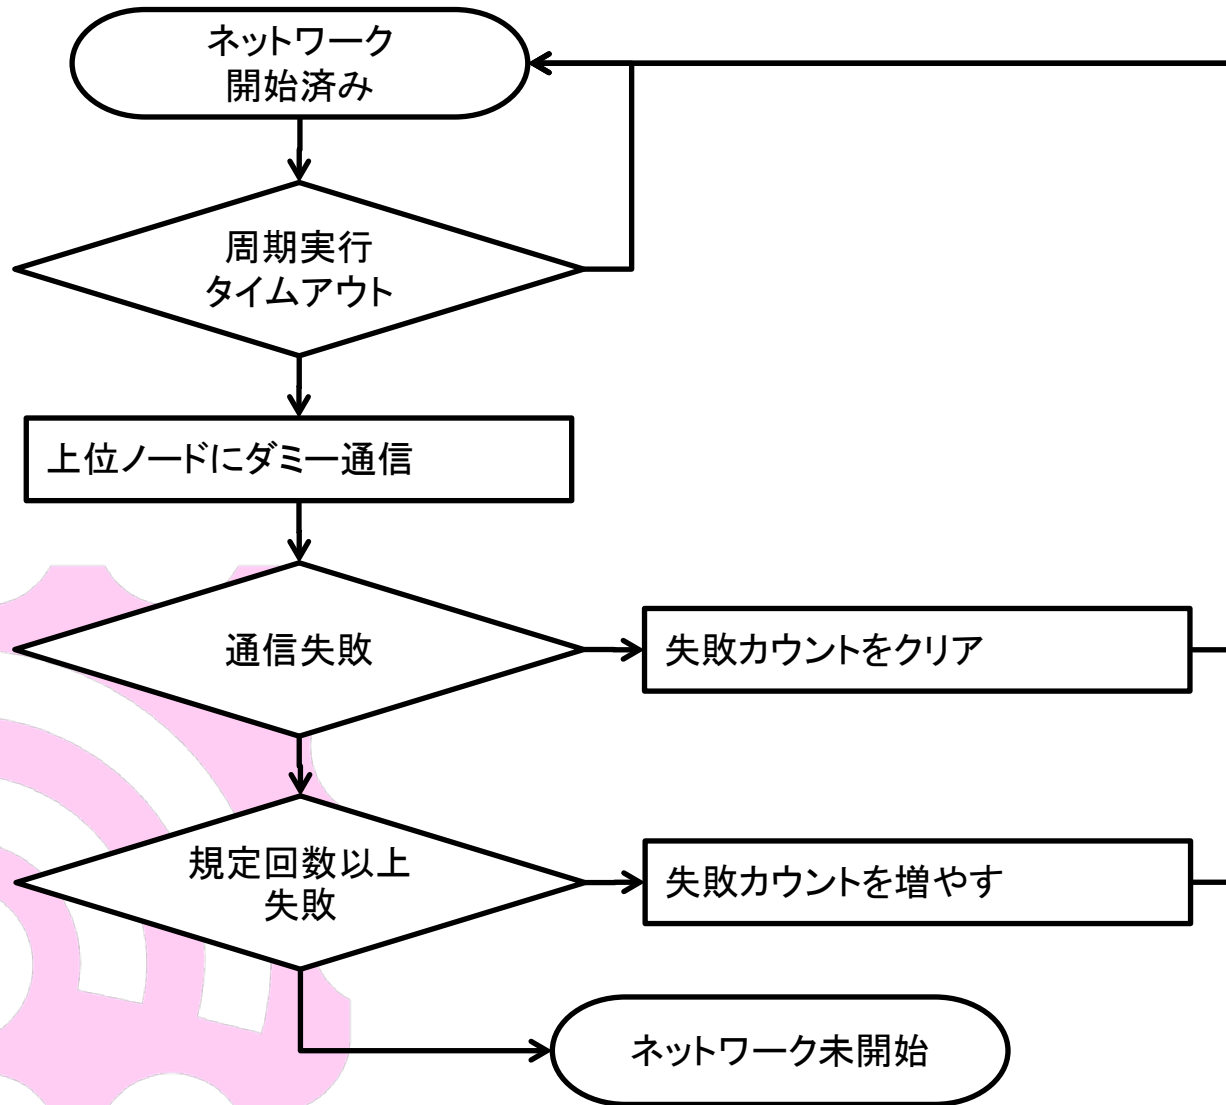 ネットワーク
開始済み
周期実行
タイムアウト
上位ノードにダミー通信
通信失敗
失敗カウントをクリア
規定回数以上
失敗
失敗カウントを増やす
ネットワーク未開始